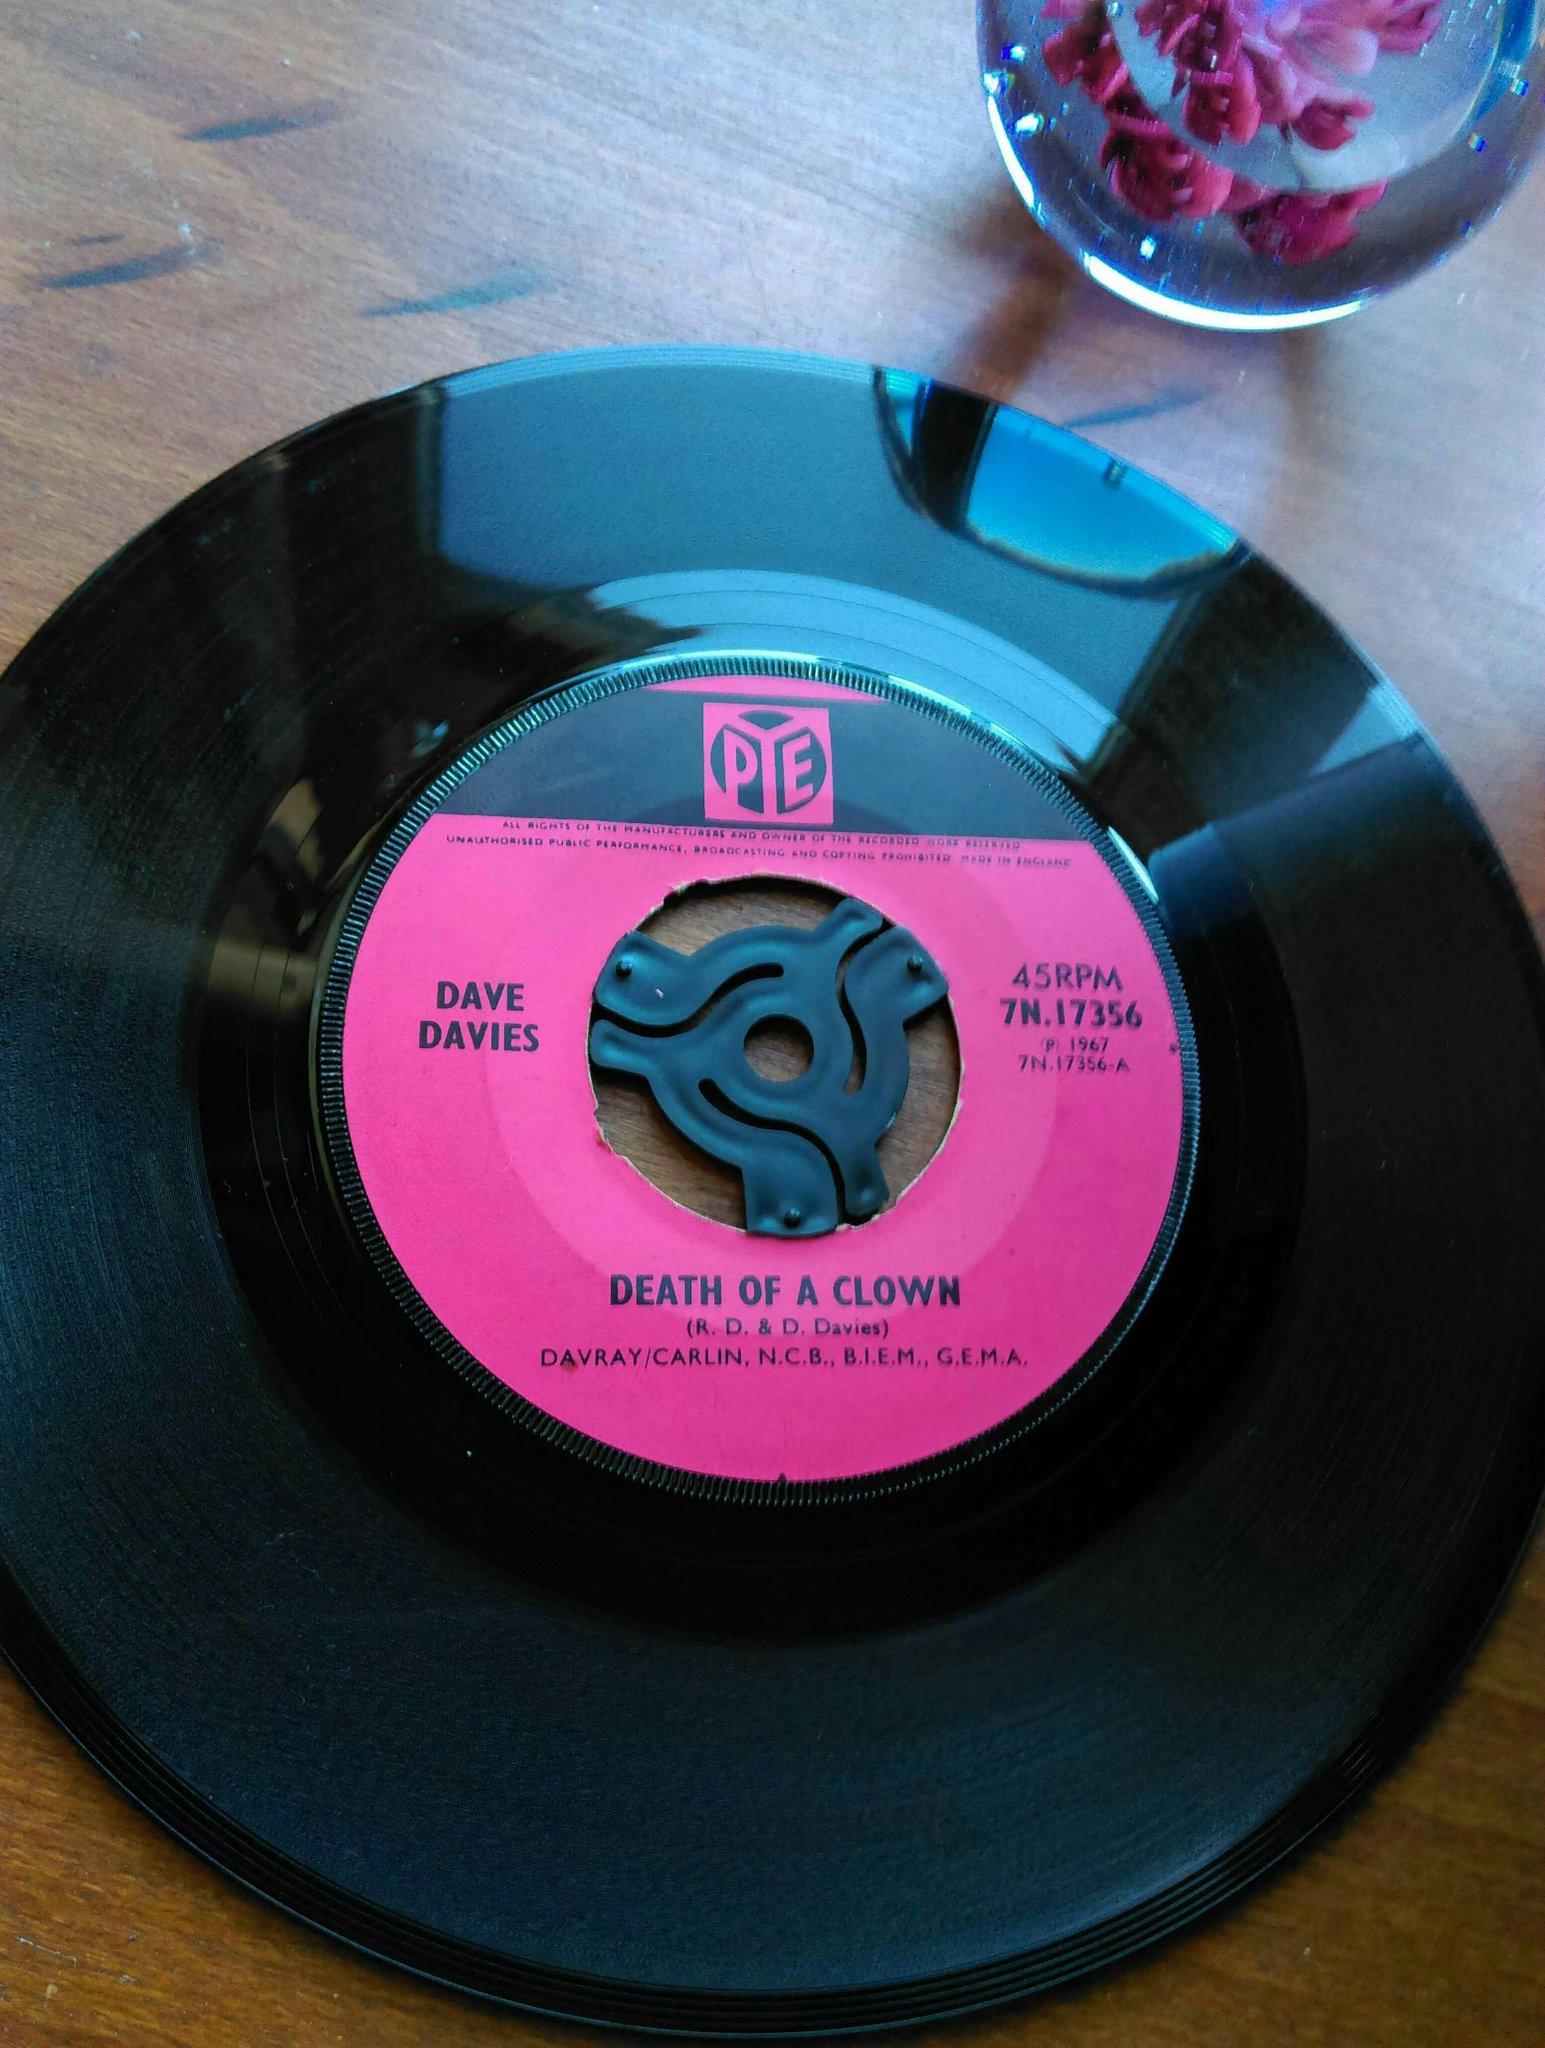 PYE
ALL RIGHTS OF THE MANUFACTURERS AND OWNER OF THE RECORDED WORK RESERVED
UNAUTHORISED PUBLIC PERFORMANCE, BROADCASTING AND COPYING PROHIBITED. MADE IN ENGLAND
DAVE
DAVIES
45RPM
7N.17356
(P) 1967
7N.17356-A
DEATH OF A CLOWN
(R. D. & D. Davies)
DAVRAY/CARLIN, N.C.B., B.I.E.M., G.E.M.A.